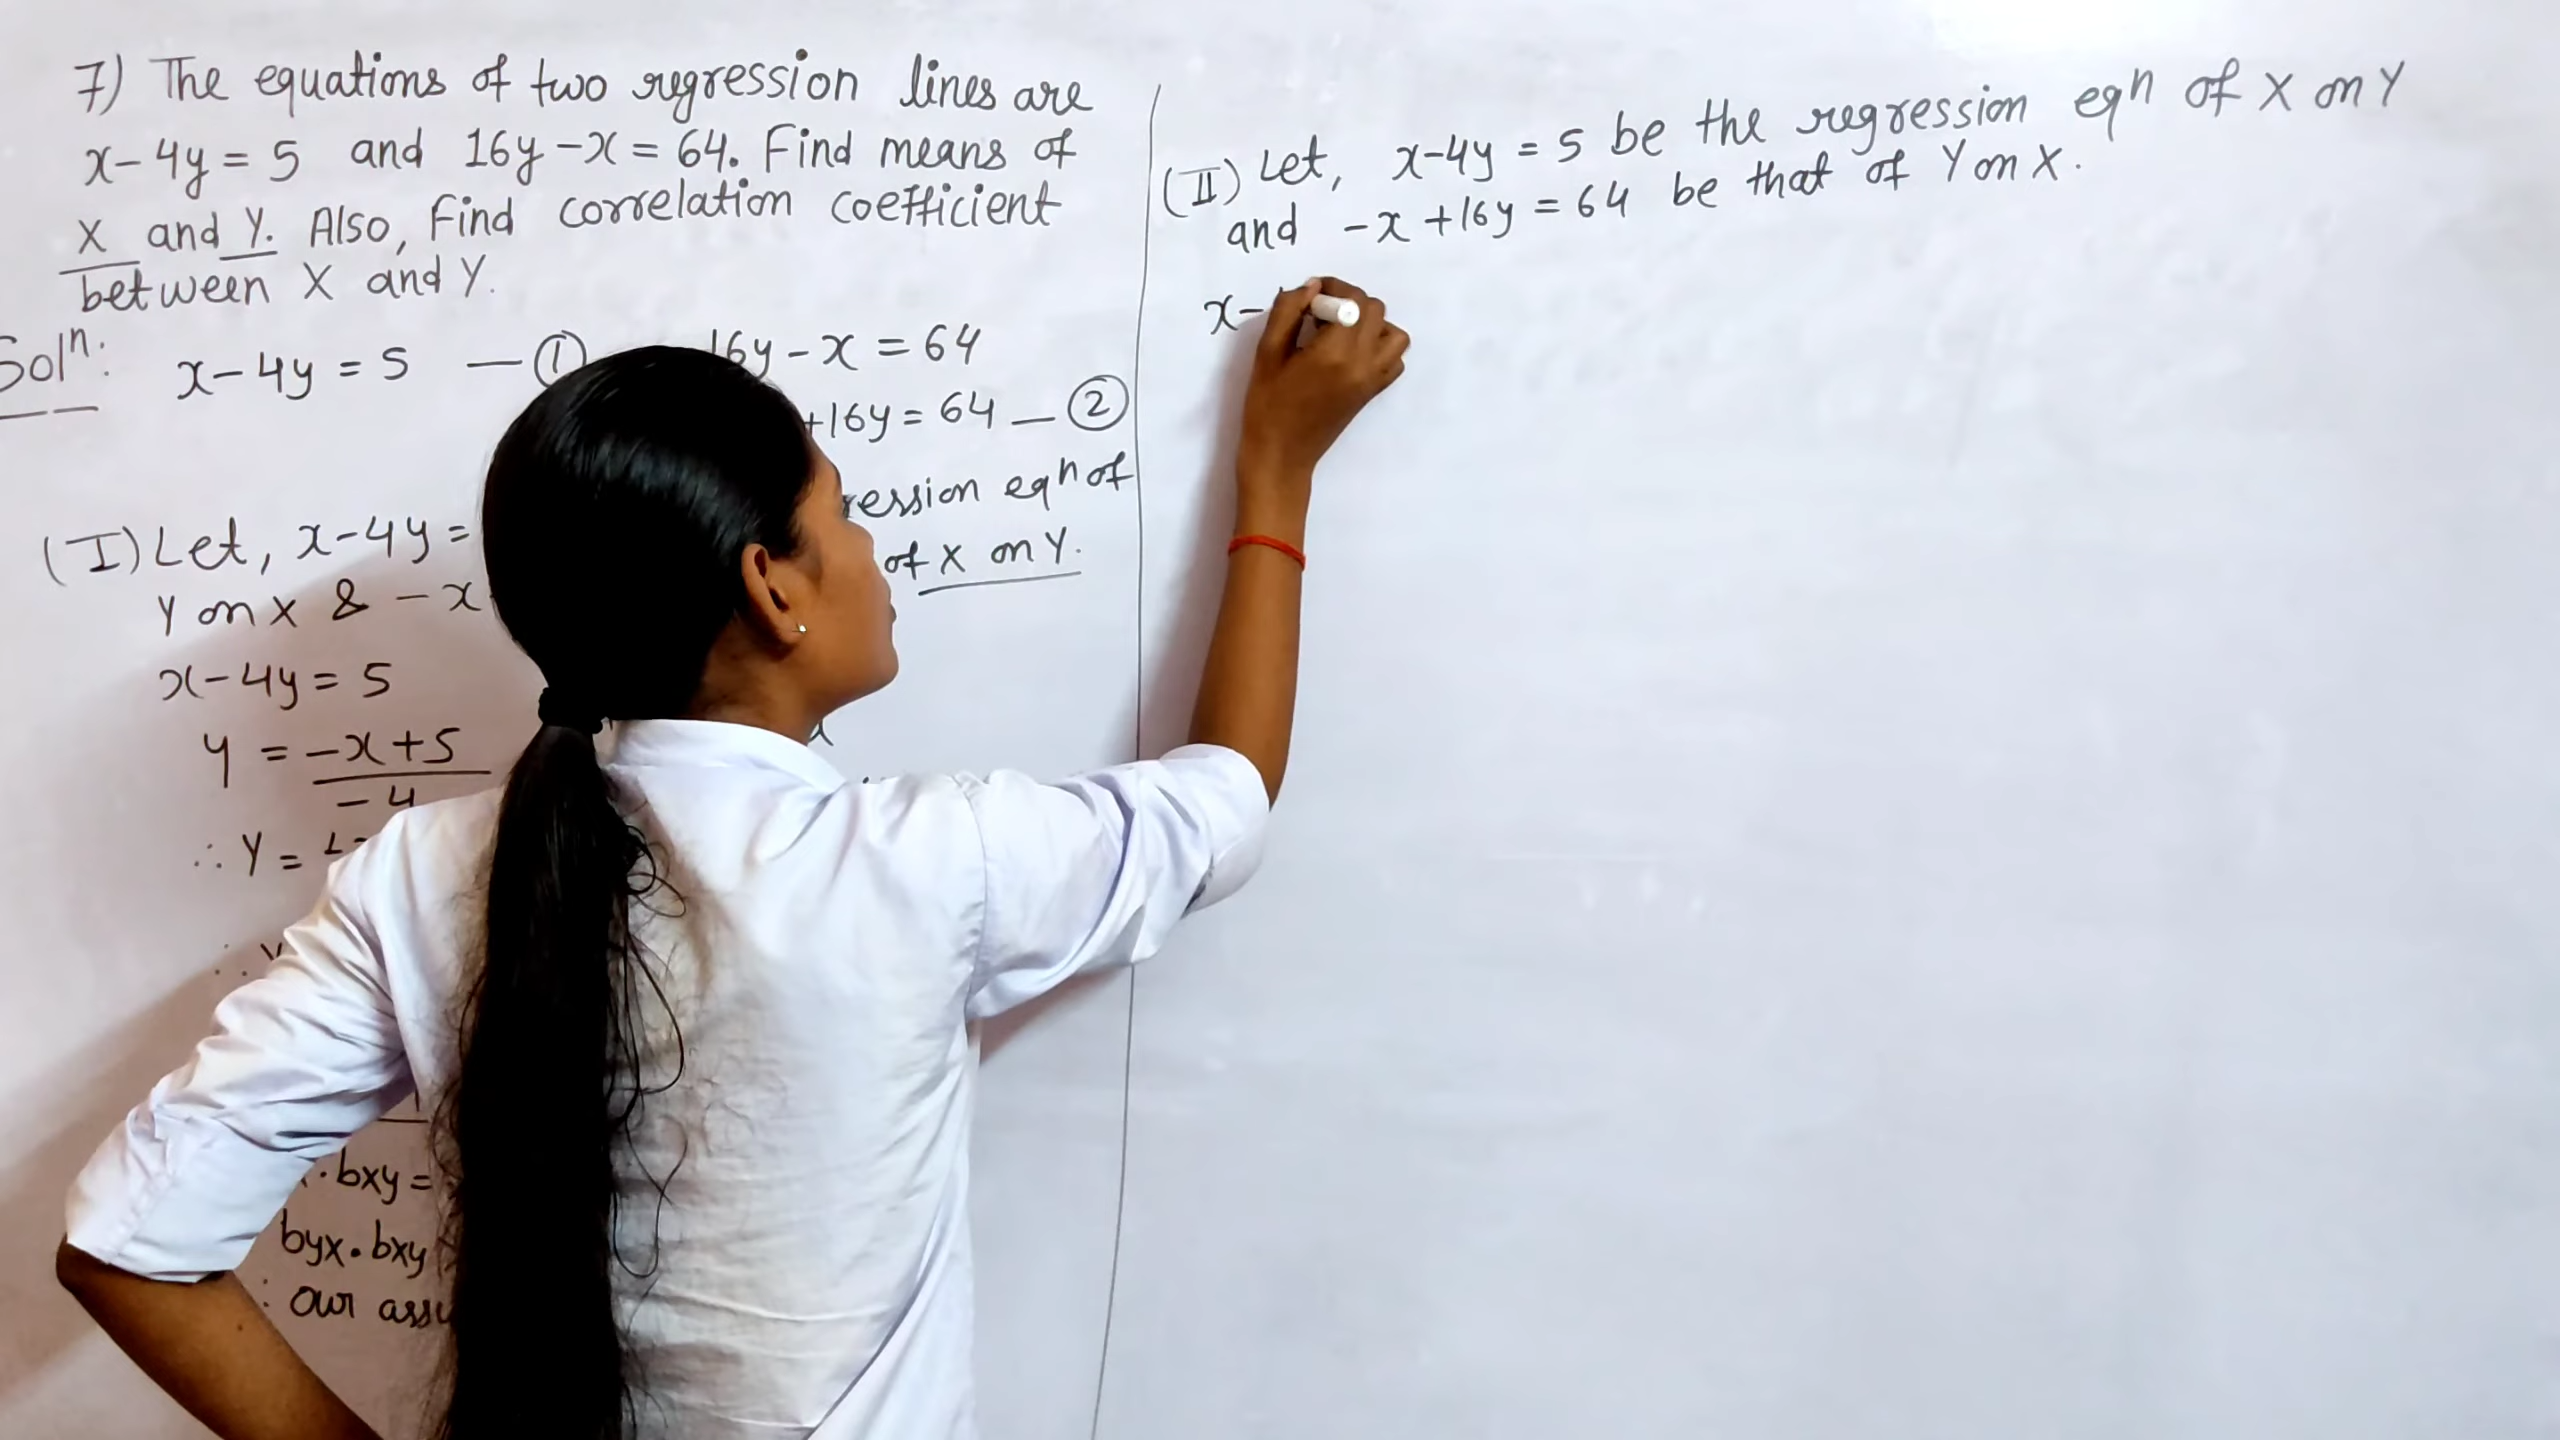 7) The equations of two regression lines are
x-4y = 5 and 16y-x = 64. Find means of
X and Y. Also, Find correlation coefficient
between X and Y.
Solⁿ: x-4y = 5 — ① 16y-x = 64
+16y = 64 — ②
(I) Let, x-4y = eqⁿ of
Y on X & -x of X on Y.
x-4y = 5
y = -x+5
-4
∴ Y =
bxy =
byx.bxy
our
(II) Let, x-4y = 5 be the regression eqⁿ of X on Y
and -x+16y = 64 be that of Y on X.
x-